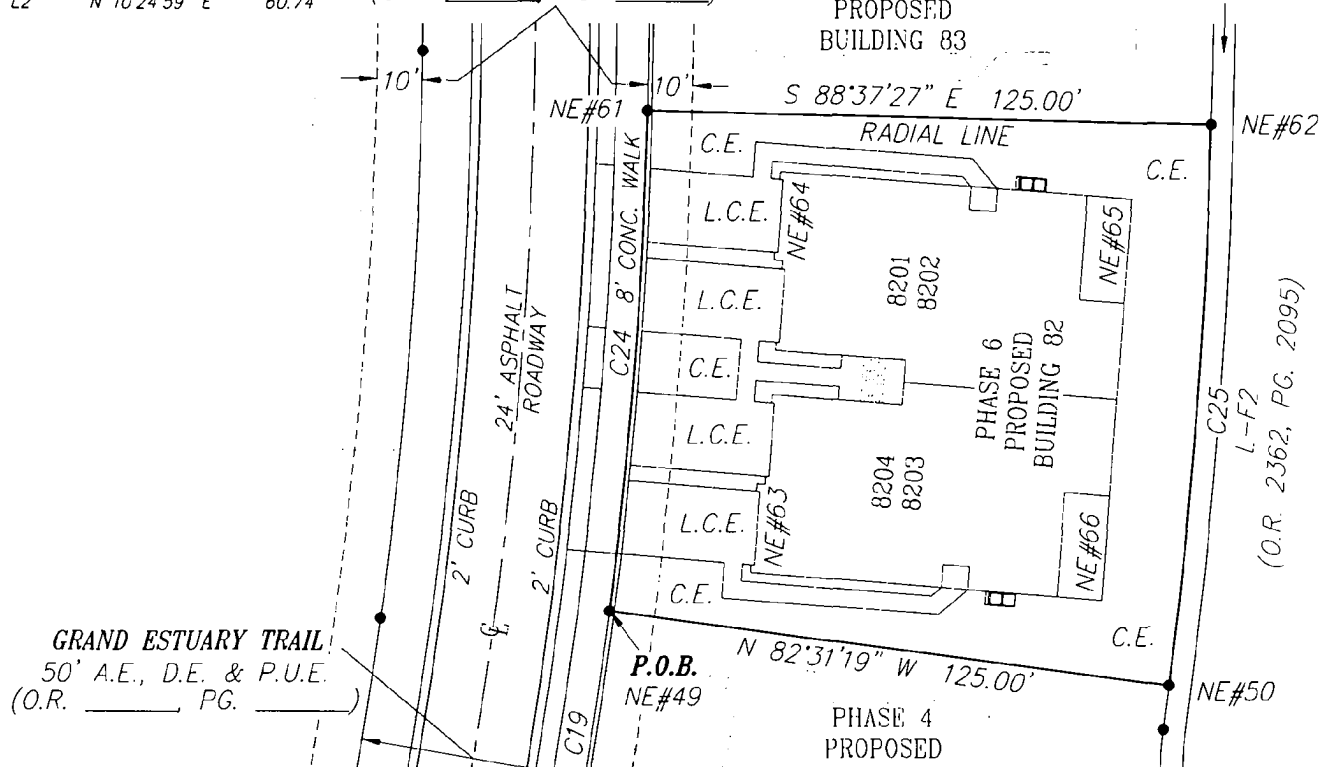 L2 N 10°24'59" E 60.74'
PROPOSED
BUILDING 83
10'
10'
NE#61
S 88°37'27" E 125.00'
RADIAL LINE
NE#62
C.E.
C.E.
L.C.E.
NE#64
NE#65
8' CONC. WALK
C24
L.C.E.
8201
8202
24' ASPHALT
ROADWAY
C.E.
PHASE 6
PROPOSED
BUILDING 82
C25
L-F2
(O.R. 2362, PG. 2095)
L.C.E.
8204
8203
2' CURB
2' CURB
L.C.E.
NE#63
NE#66
C.E.
C.E.
GRAND ESTUARY TRAIL
50' A.E., D.E. & P.U.E.
(O.R. ________, PG. ________)
P.O.B.
NE#49
N 82°31'19" W 125.00'
NE#50
C19
PHASE 4
PROPOSED